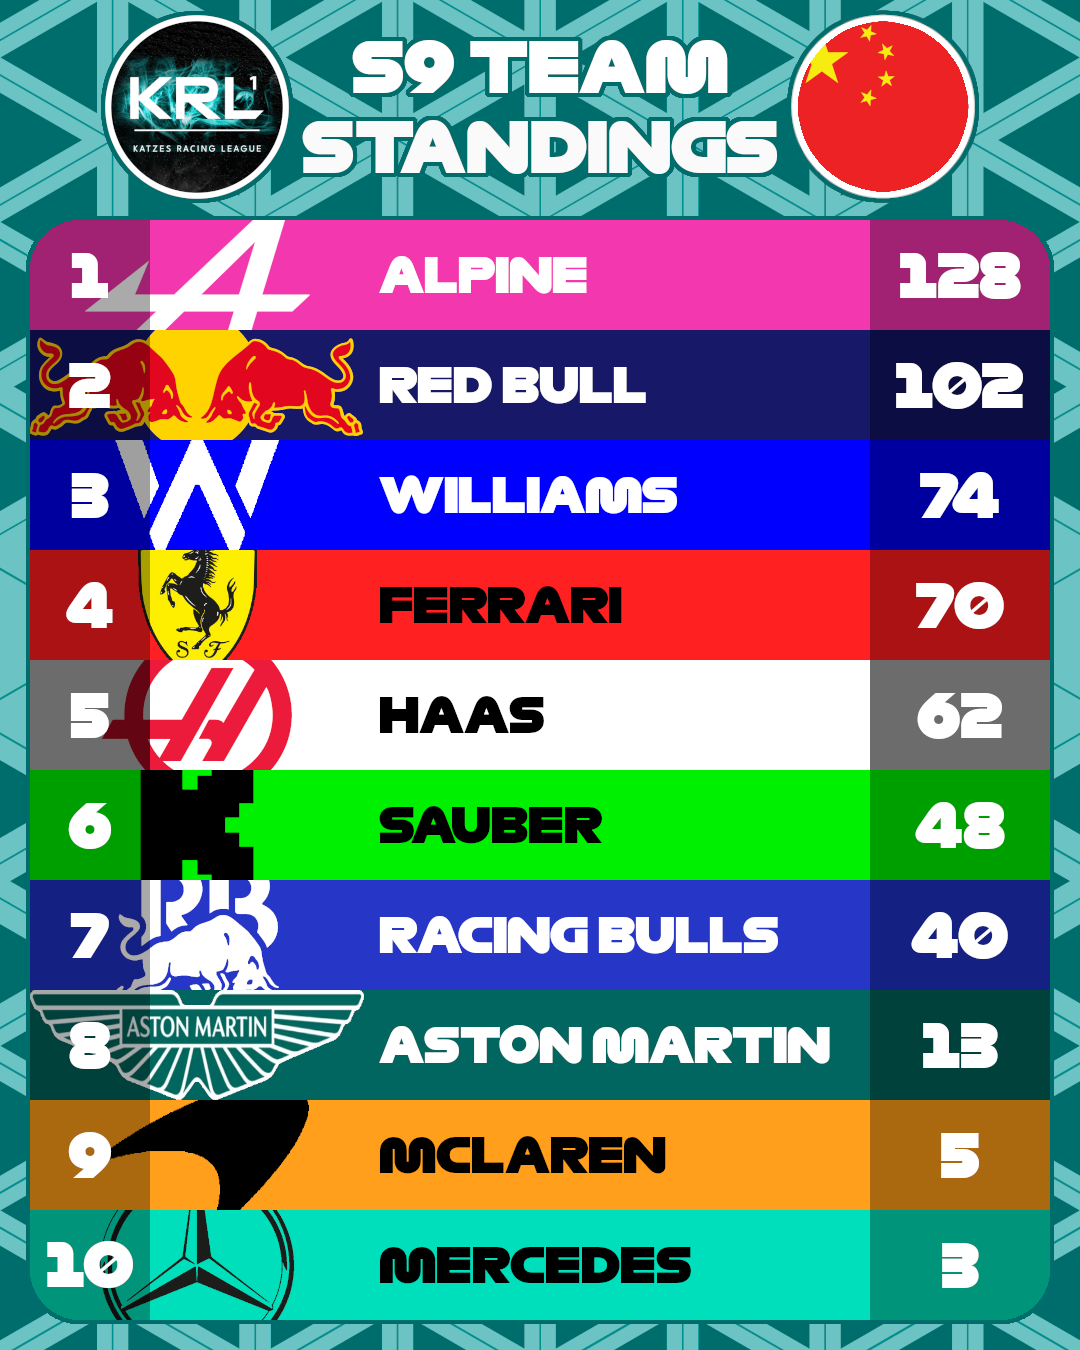 KRL1
KATZES RACING LEAGUE
S9 TEAM
STANDINGS
1 ALPINE 128
2 RED BULL 102
3 WILLIAMS 74
4 S F FERRARI 70
5 HAAS 62
6 SAUBER 48
7 RB RACING BULLS 40
8 ASTON MARTIN ASTON MARTIN 13
9 MCLAREN 5
10 MERCEDES 3